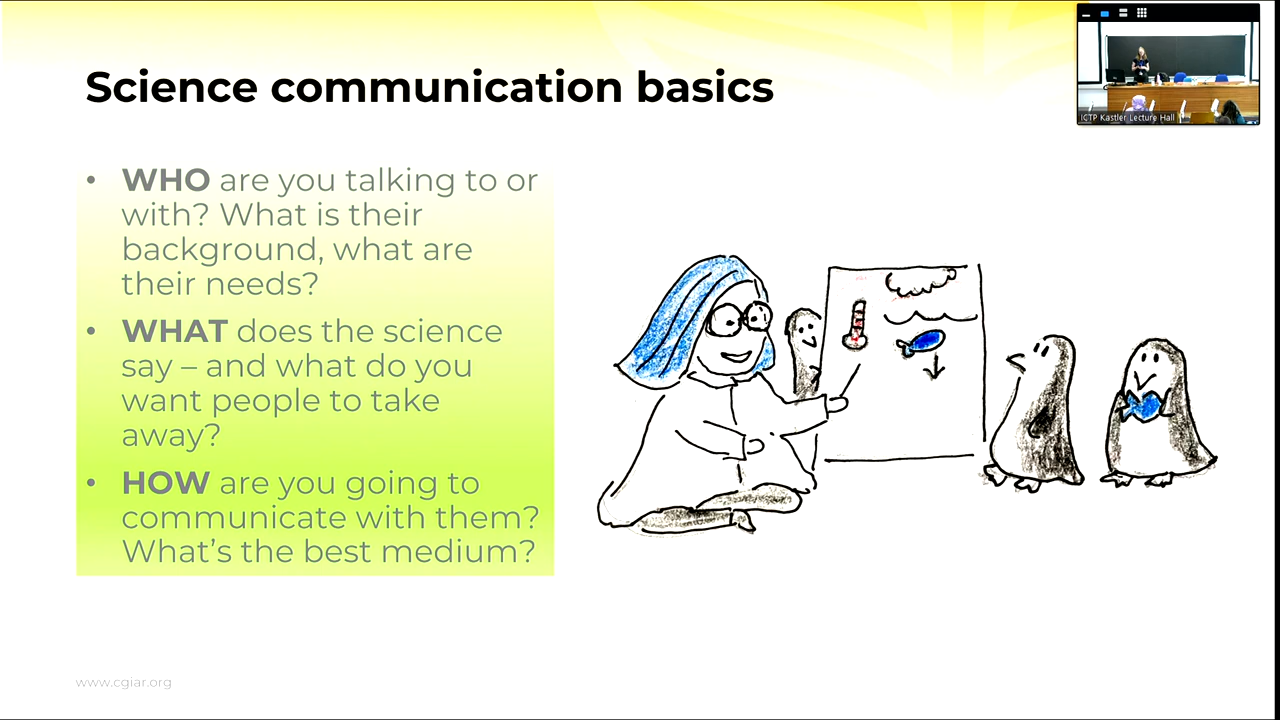 Science communication basics
ICTP Kastler Lecture Hall
• WHO are you talking to or
with? What is their
background, what are
their needs?
• WHAT does the science
say – and what do you
want people to take
away?
• HOW are you going to
communicate with them?
What's the best medium?
www.cgiar.org